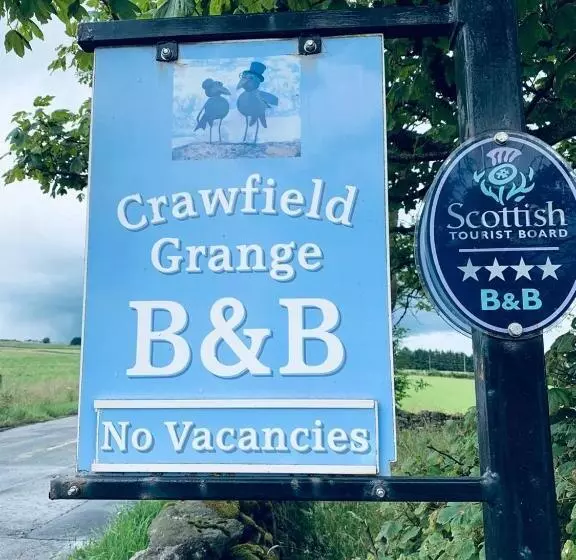 Crawfield
Grange
B&B
No Vacancies
Scottish
TOURIST BOARD
★★★★
B&B